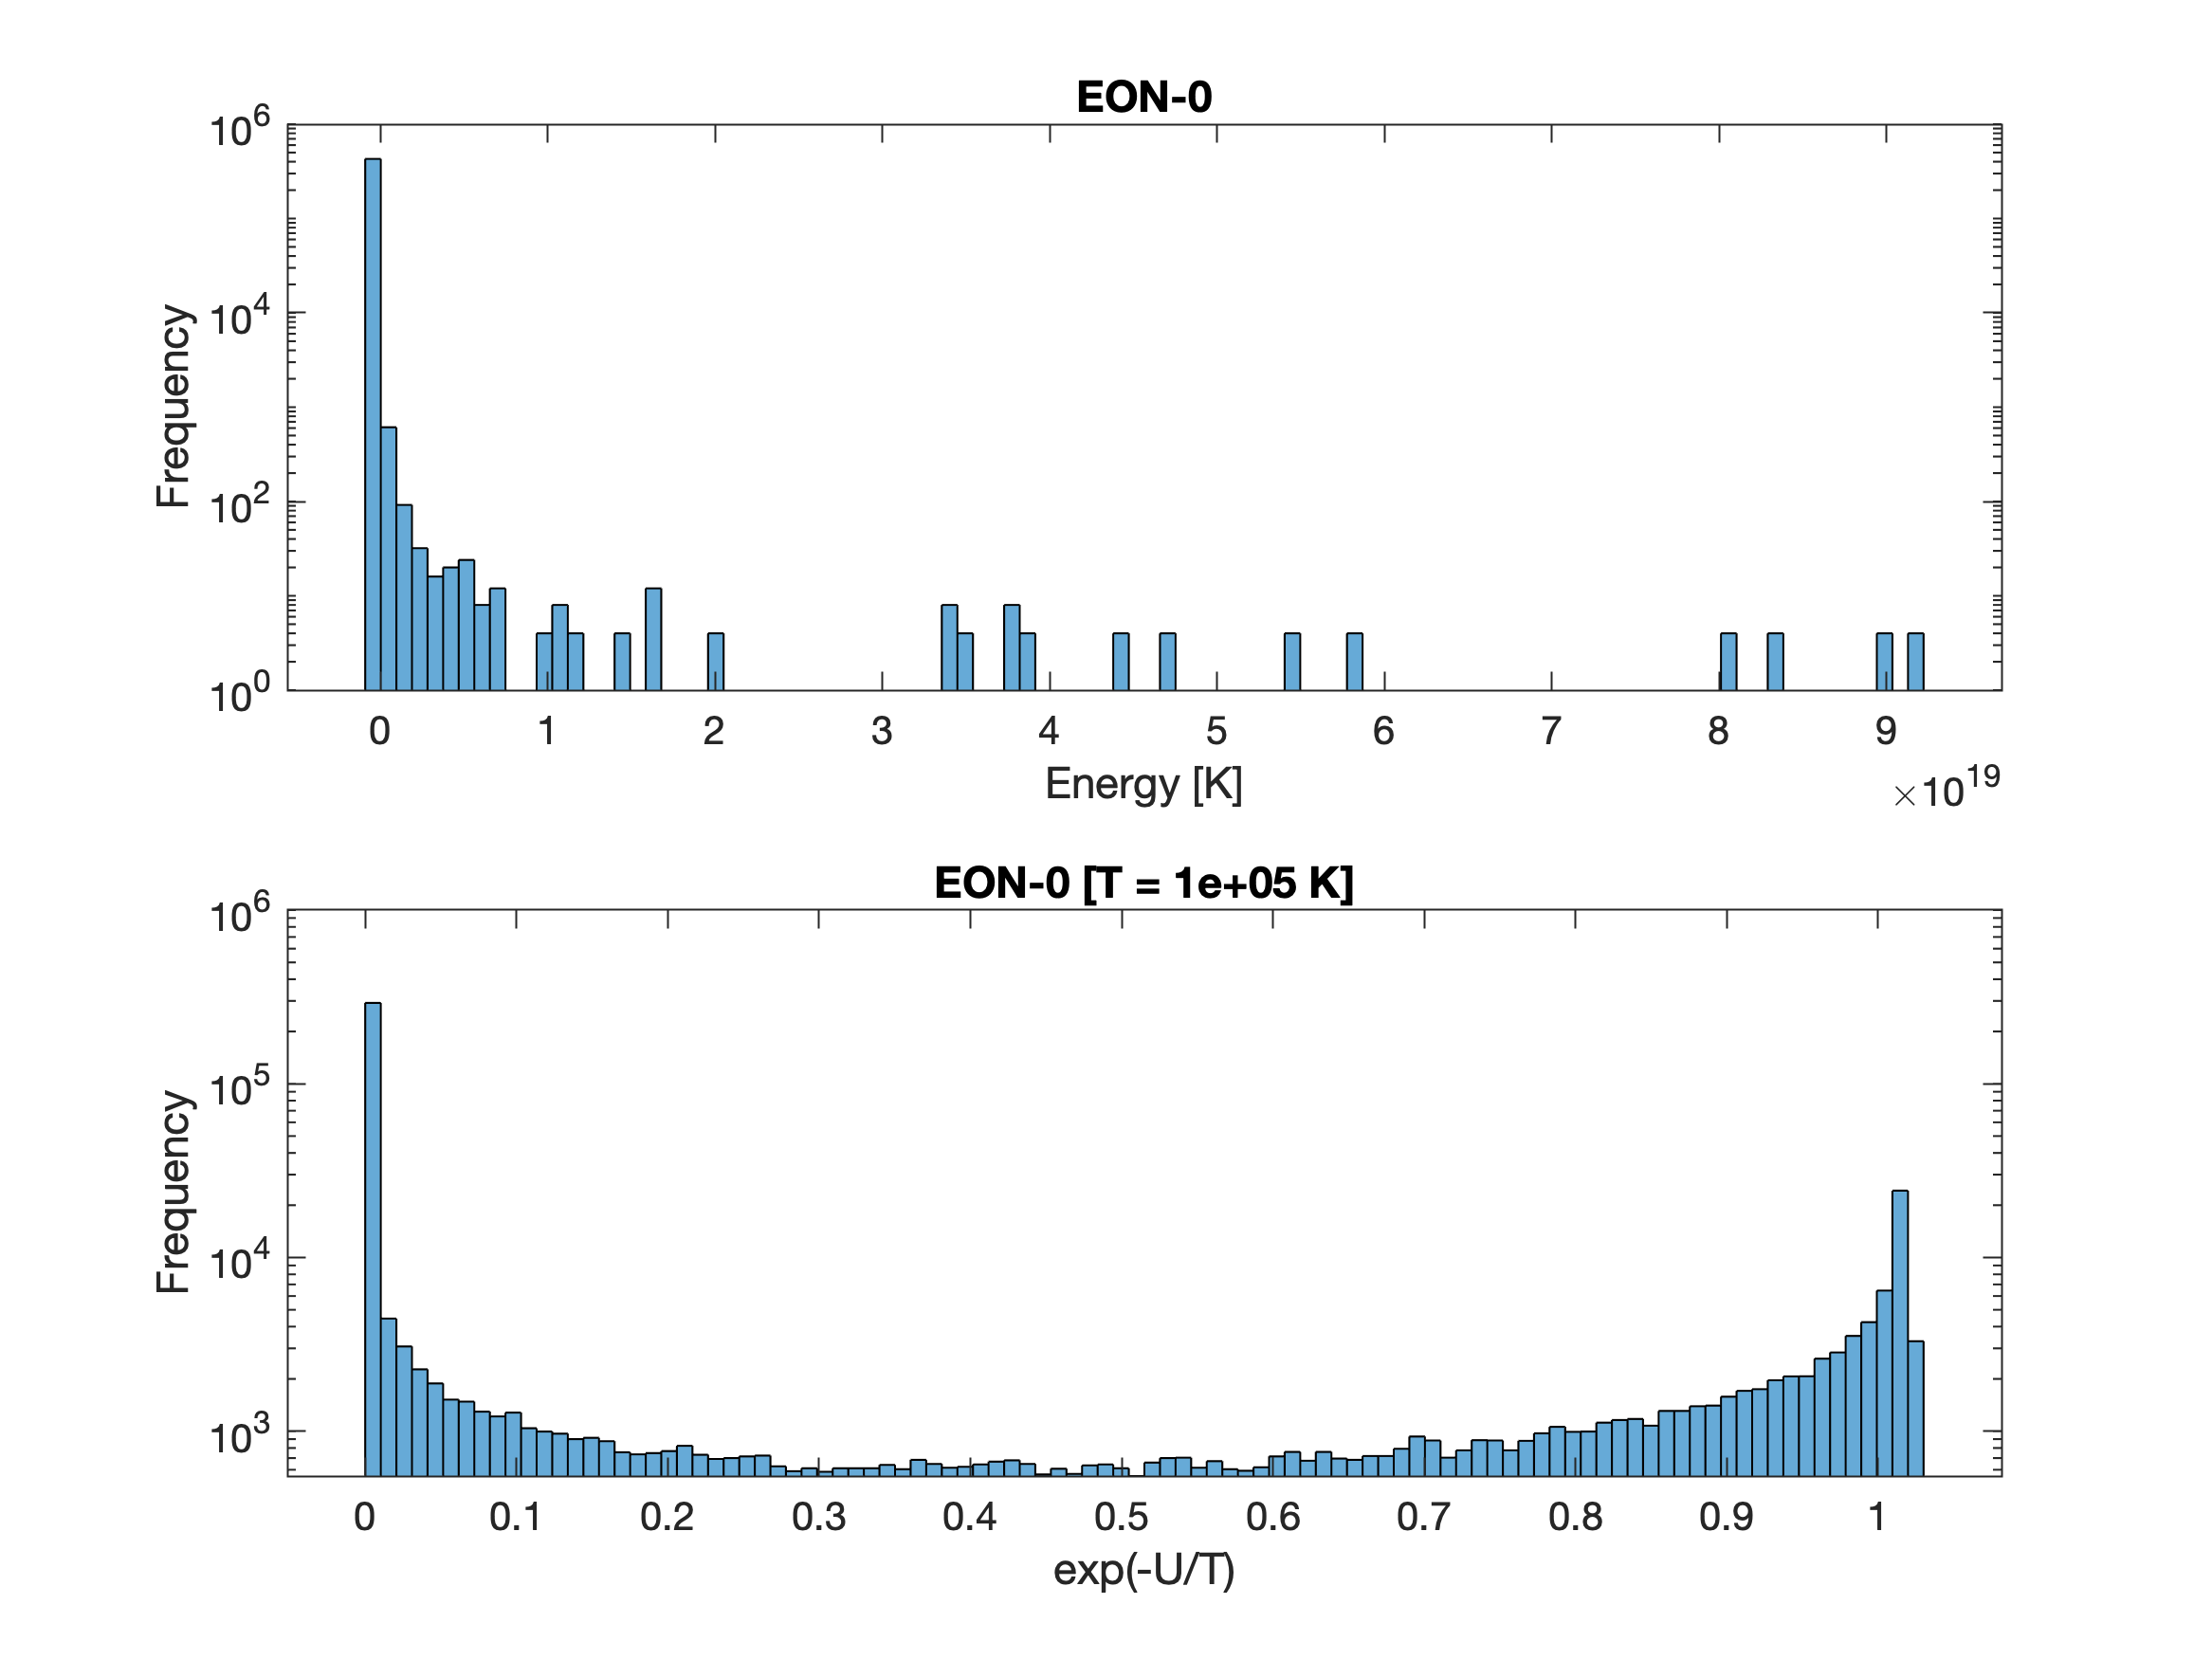 EON-0
10^6
10^4
10^2
10^0
Frequency
0 1 2 3 4 5 6 7 8 9
Energy [K]
×10^19
EON-0 [T = 1e+05 K]
10^6
10^5
10^4
10^3
Frequency
0 0.1 0.2 0.3 0.4 0.5 0.6 0.7 0.8 0.9 1
exp(-U/T)